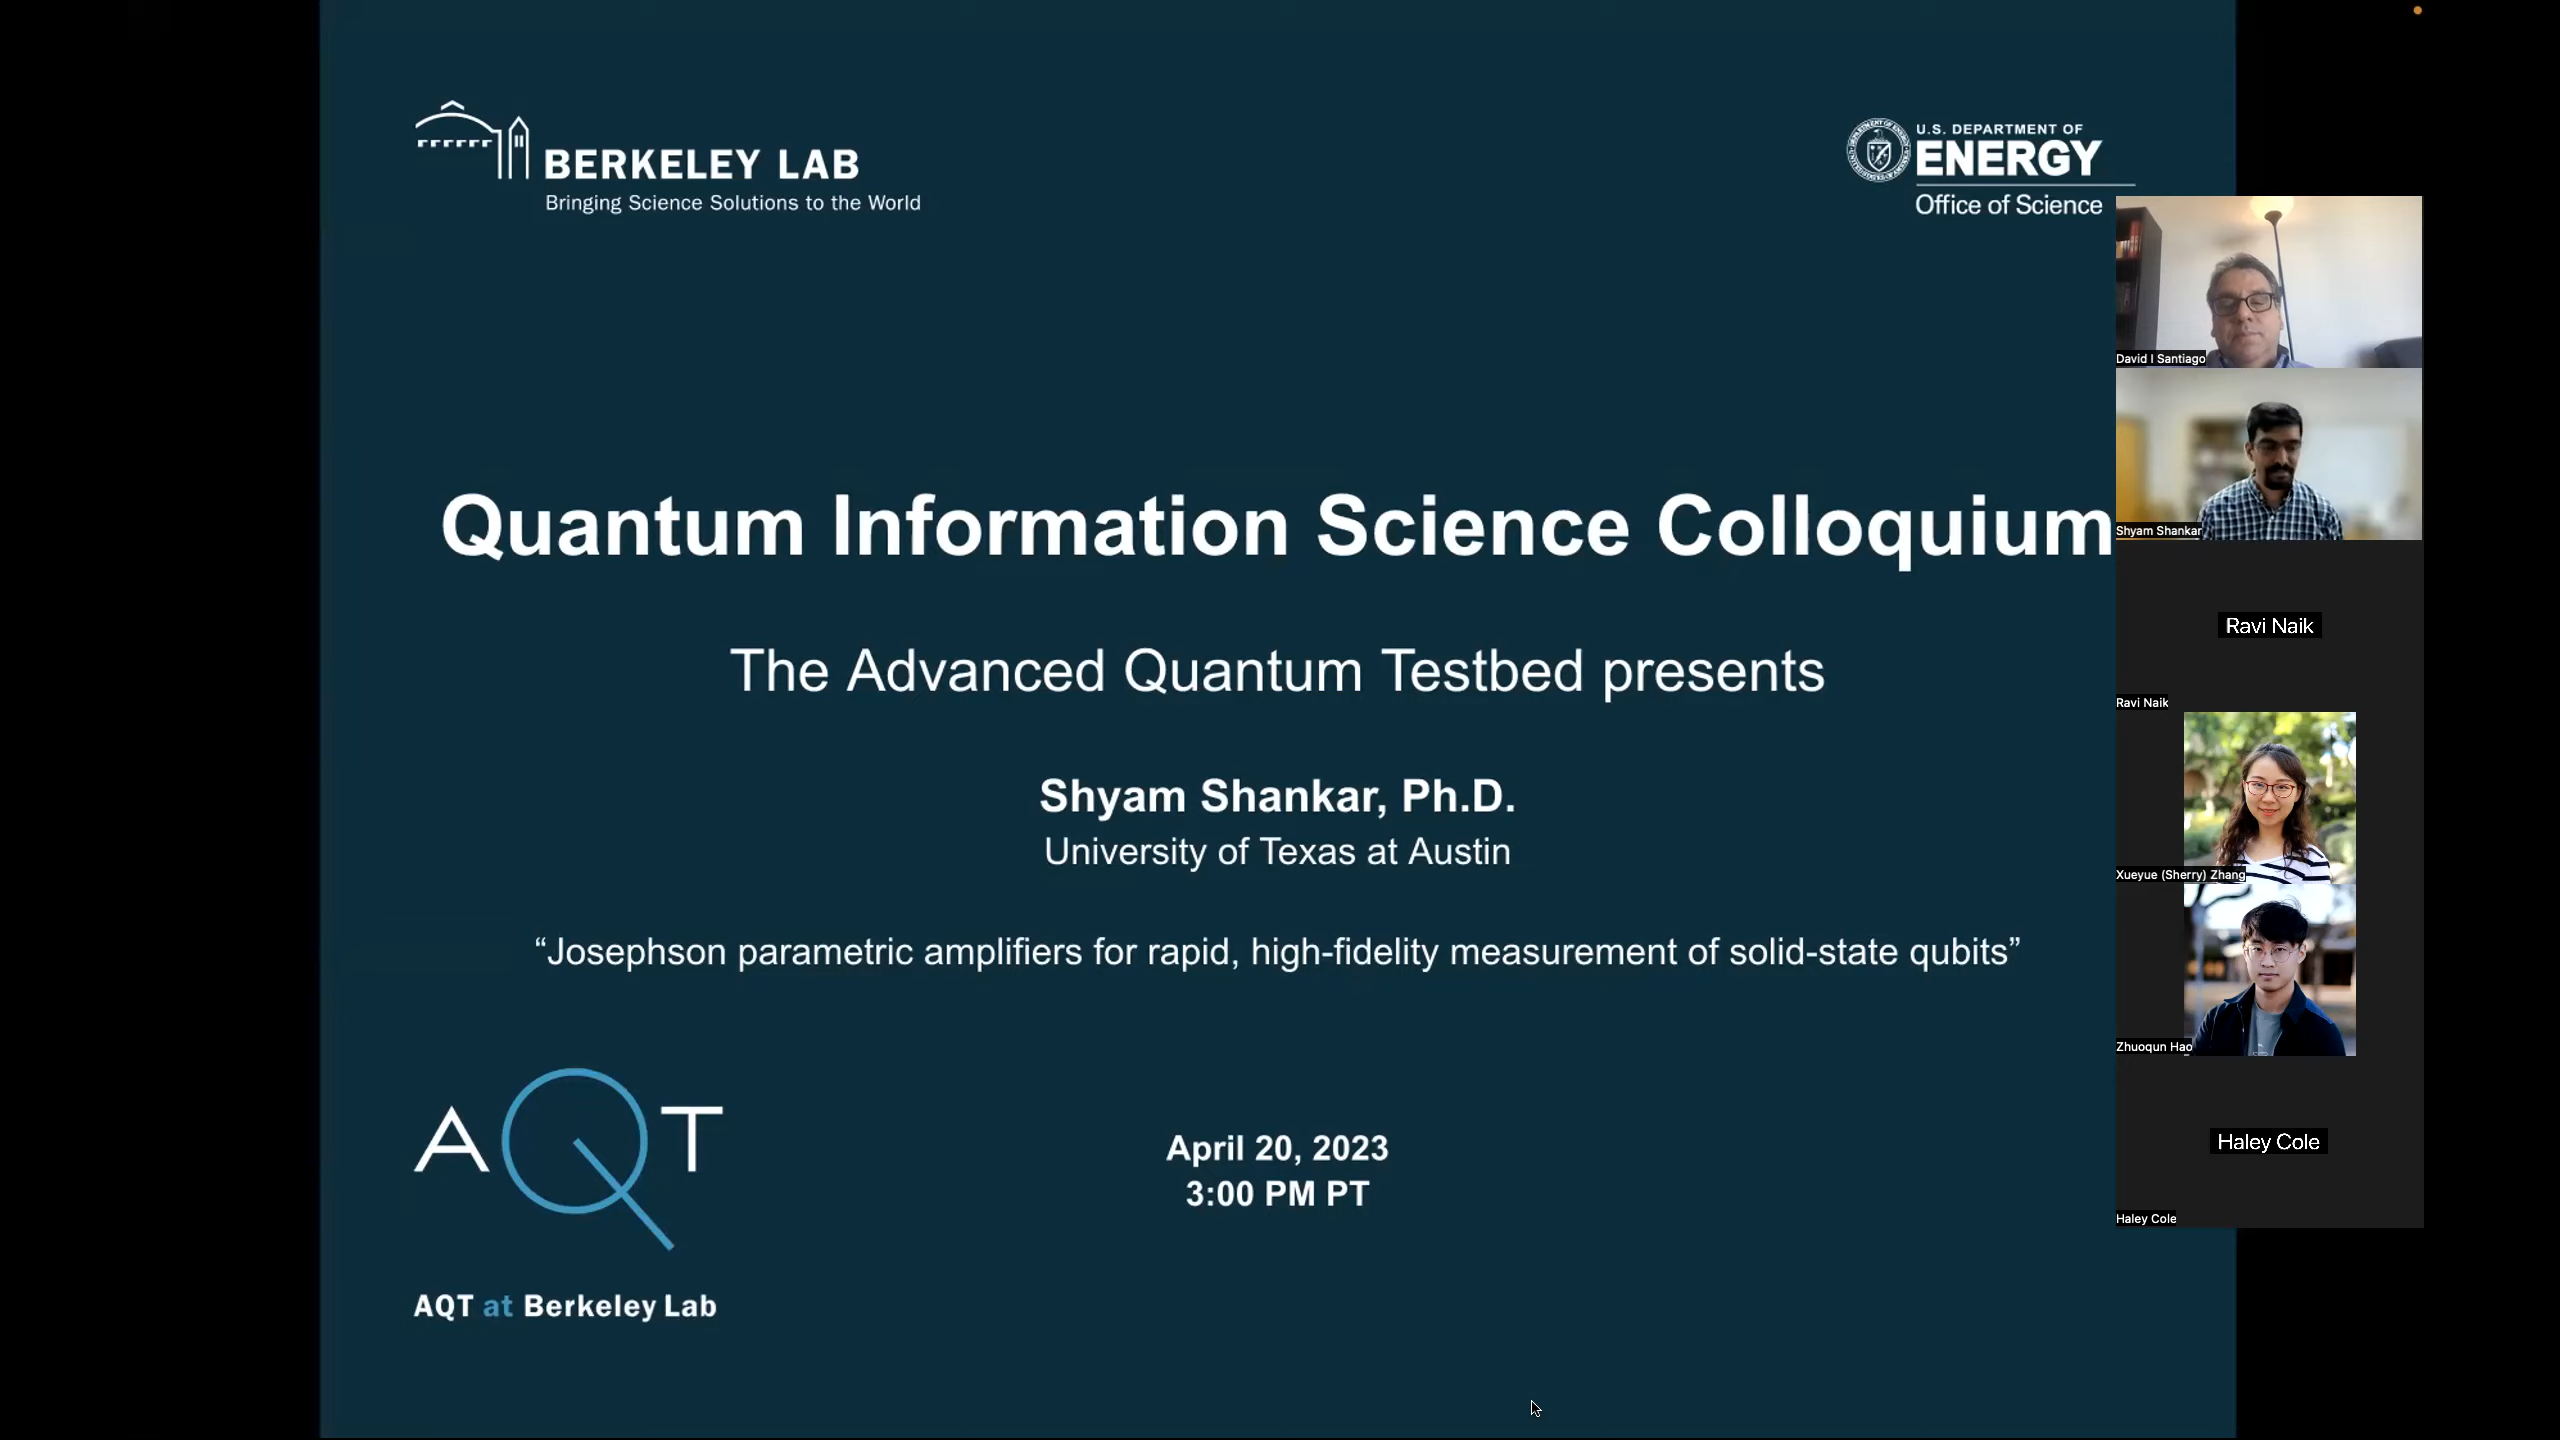 BERKELEY LAB
Bringing Science Solutions to the World
U.S. DEPARTMENT OF
ENERGY
Office of Science
Quantum Information Science Colloquium
The Advanced Quantum Testbed presents
Shyam Shankar, Ph.D.
University of Texas at Austin
“Josephson parametric amplifiers for rapid, high-fidelity measurement of solid-state qubits”
AQT
April 20, 2023
3:00 PM PT
AQT at Berkeley Lab
David I Santiago
Shyam Shankar
Ravi Naik
Ravi Naik
Xueyue (Sherry) Zhang
Zhuoqun Hao
Haley Cole
Haley Cole